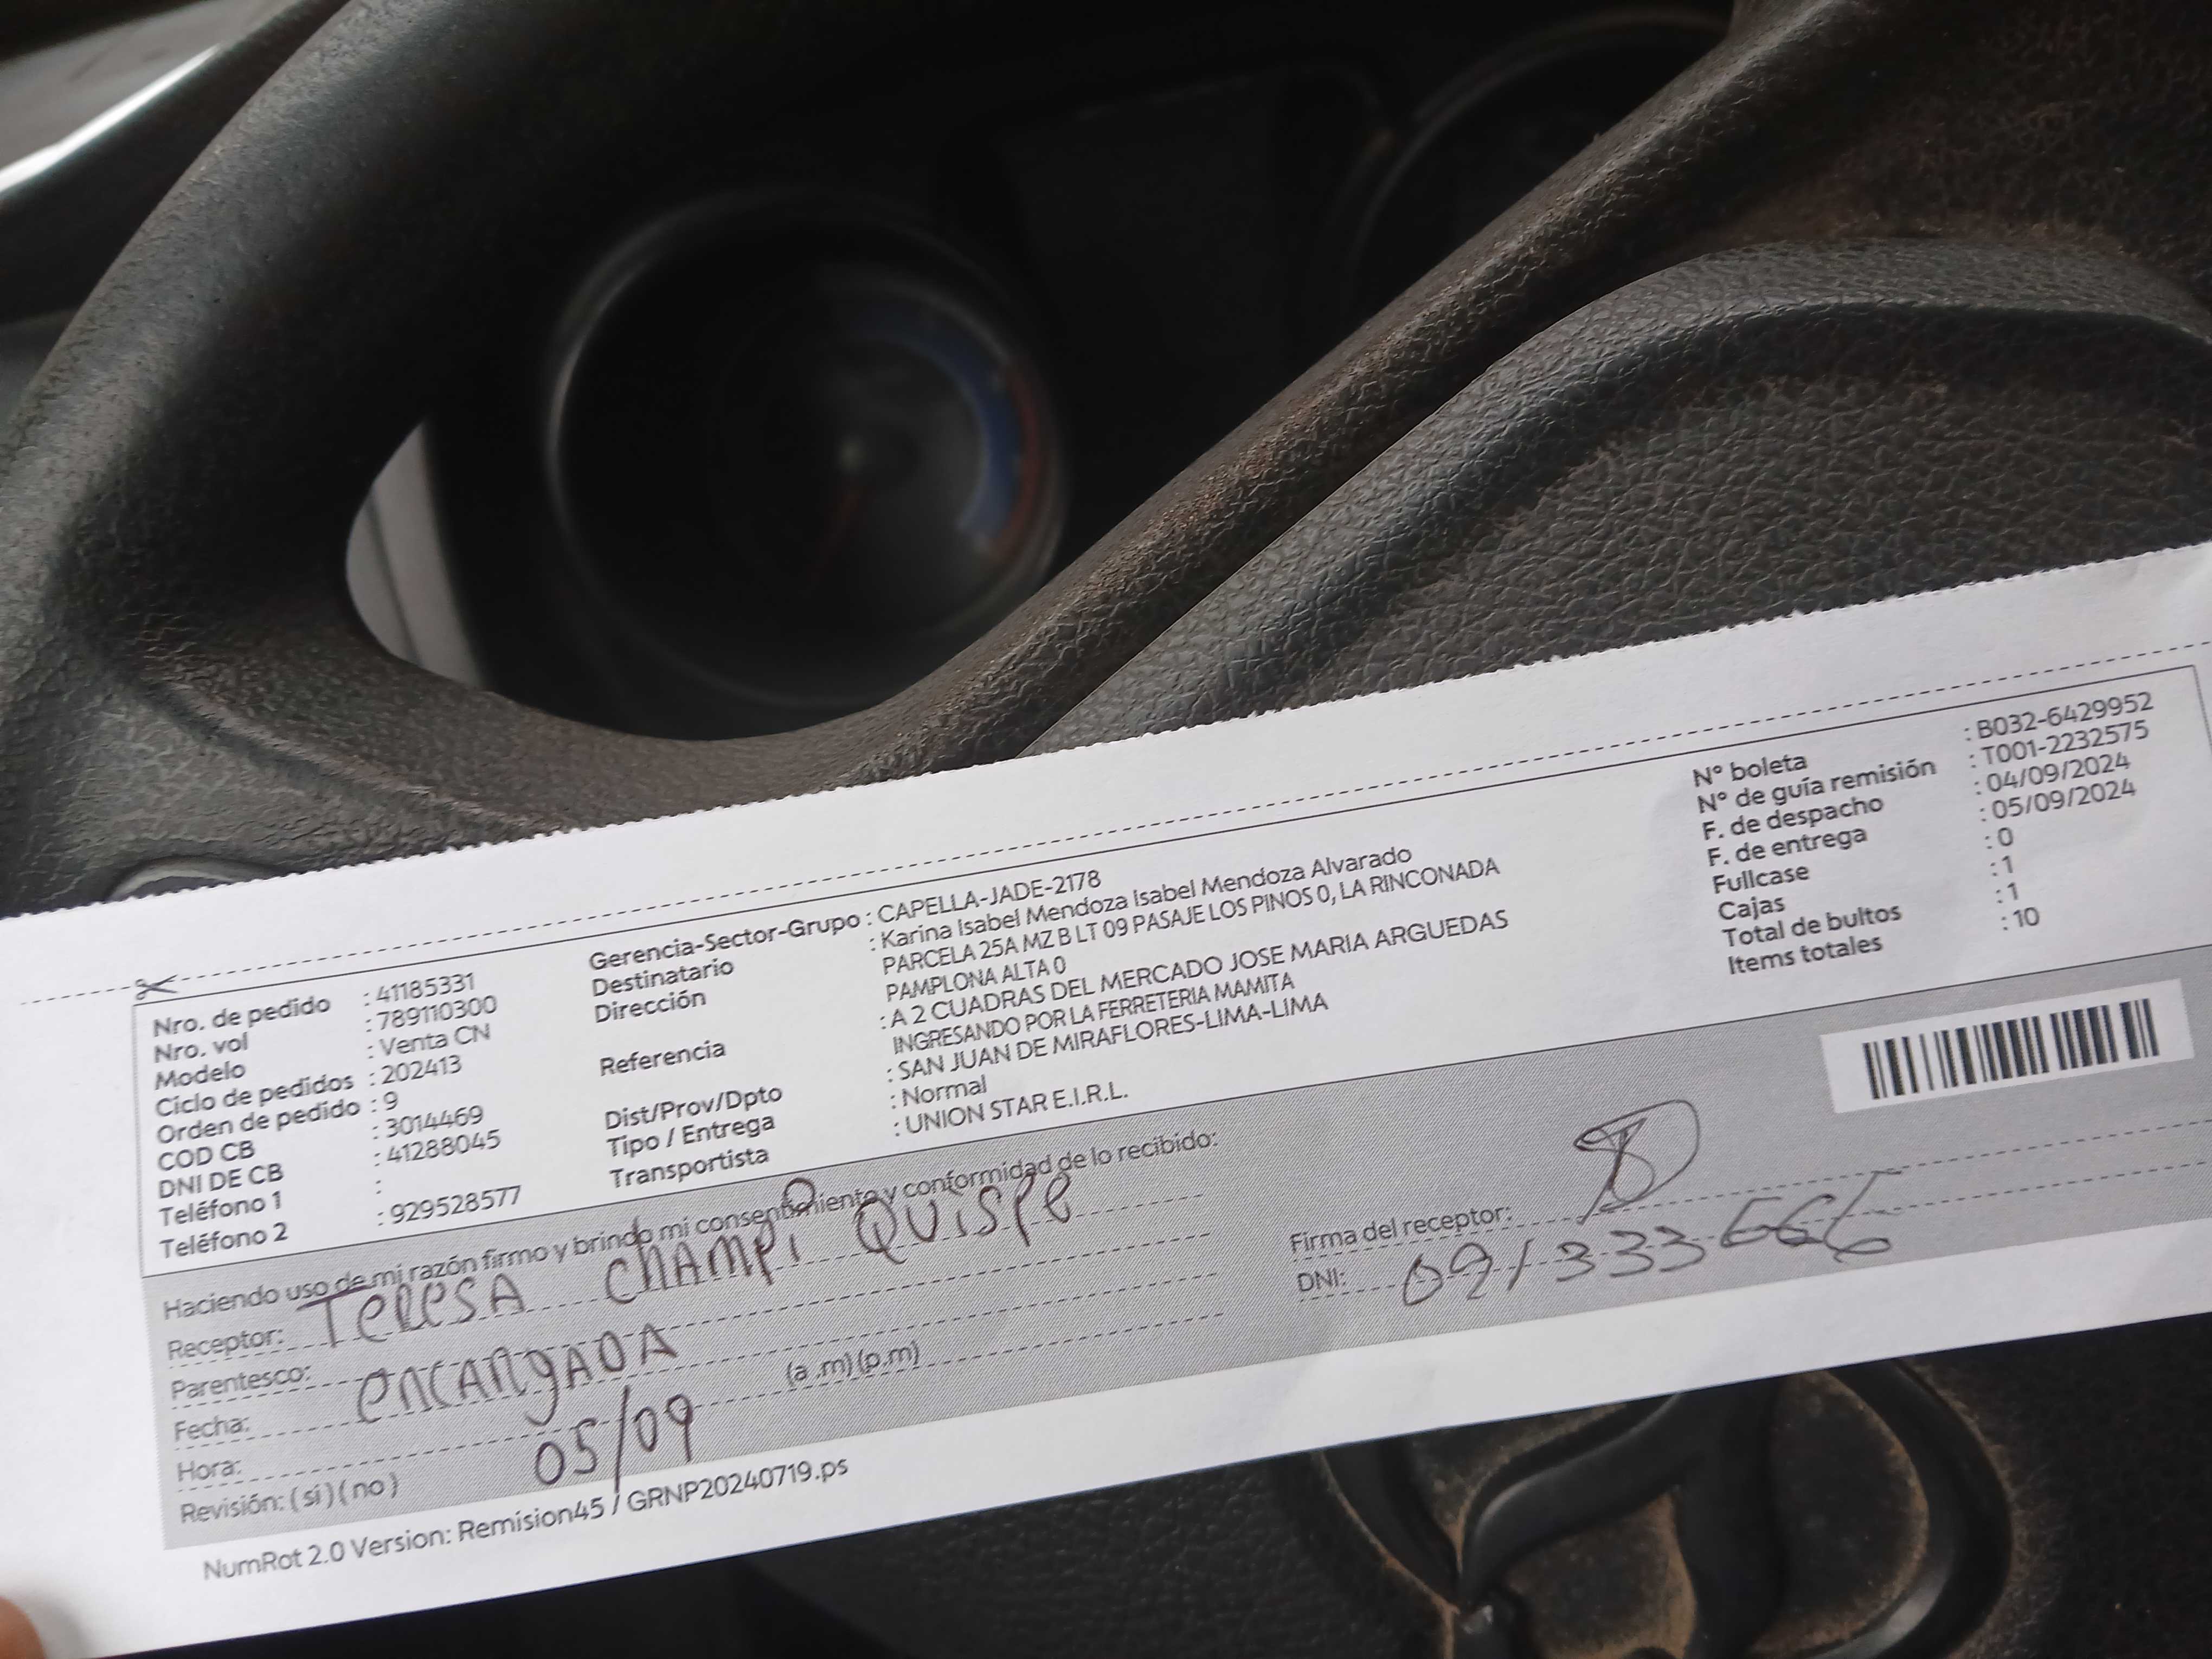 Nro. de pedido : 41185331
Nro. vol : 789110300
Modelo : Venta CN
Ciclo de pedidos : 202413
Orden de pedido : 9
COD CB : 3014469
DNI DE CB : 41288045
Teléfono 1 :
Teléfono 2 : 929528577
Gerencia-Sector-Grupo : CAPELLA-JADE-2178
Destinatario : Karina Isabel Mendoza Isabel Mendoza Alvarado
Dirección PARCELA 25A MZ B LT 09 PASAJE LOS PINOS 0, LA RINCONADA
PAMPLONA ALTA 0
Referencia : A 2 CUADRAS DEL MERCADO JOSE MARIA ARGUEDAS
INGRESANDO POR LA FERRETERIA MAMITA
Dist/Prov/Dpto : SAN JUAN DE MIRAFLORES-LIMA-LIMA
Tipo / Entrega : Normal
Transportista : UNION STAR E.I.R.L.
N° boleta : B032-6429952
N° de guía remisión : T001-2232575
F. de despacho : 04/09/2024
F. de entrega : 05/09/2024
Fullcase : 0
Cajas : 1
Total de bultos : 1
Items totales : 10
Haciendo uso de mi razón firmo y brindo mi consentimiento y conformidad de lo recibido:
Receptor: TeReSA CHAMPi QUiSPe
Parentesco: encargADA
Fecha: 05/09
Hora: (a .m) (p.m)
Revisión: ( si ) ( no )
Firma del receptor:
DNI:
NumRot 2.0 Version: Remision45 / GRNP20240719.ps